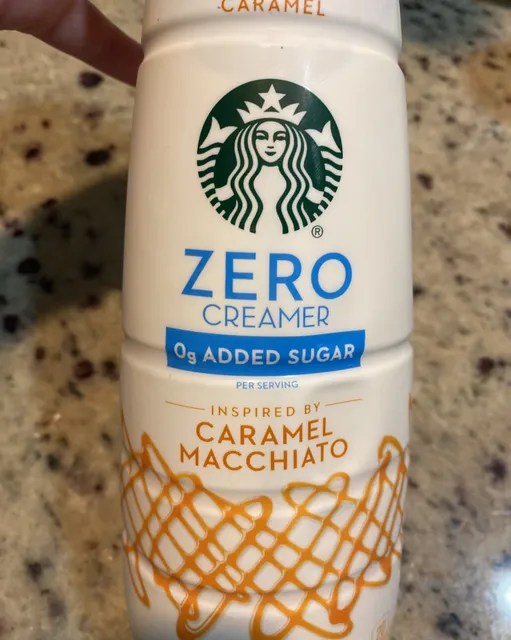 CARAMEL
®
ZERO
CREAMER
0g ADDED SUGAR
PER SERVING
INSPIRED BY
CARAMEL
MACCHIATO